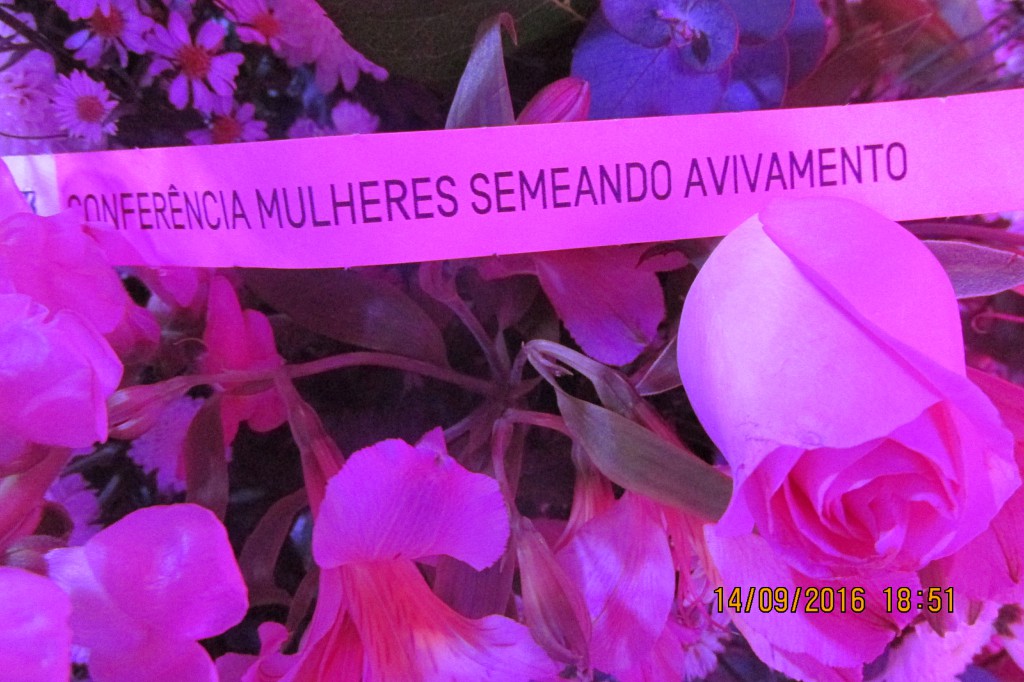 CONFERÊNCIA MULHERES SEMEANDO AVIVAMENTO
14/09/2016 18:51